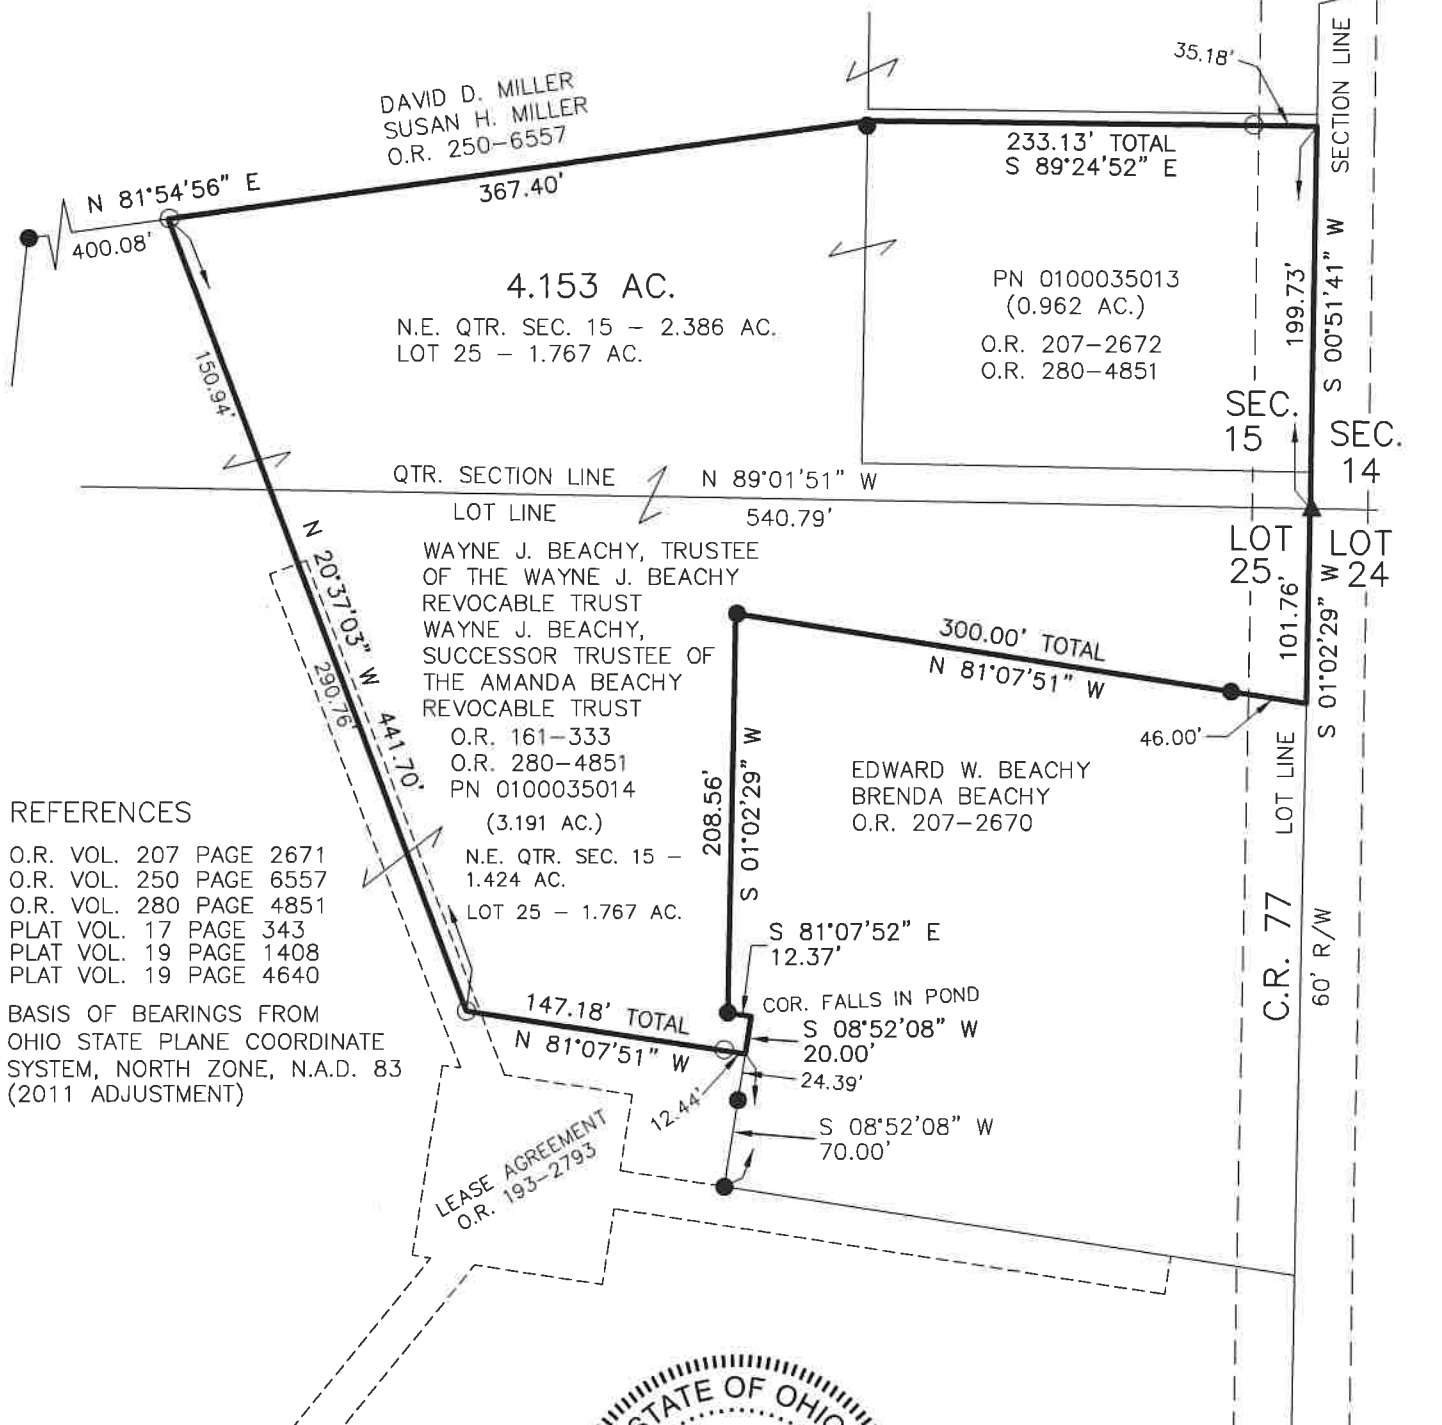 DAVID D. MILLER
SUSAN H. MILLER
O.R. 250-6557
35.18'
SECTION LINE
N 81°54'56" E
400.08'
367.40'
233.13' TOTAL
S 89°24'52" E
4.153 AC.
N.E. QTR. SEC. 15 - 2.386 AC.
LOT 25 - 1.767 AC.
PN 0100035013
(0.962 AC.)
O.R. 207-2672
O.R. 280-4851
199.73'
S 00°51'41" W
150.94'
SEC.
15
SEC.
14
QTR. SECTION LINE
N 89°01'51" W
LOT LINE
540.79'
LOT
25
LOT
24
N 20°37'03" W
441.70'
290.76'
WAYNE J. BEACHY, TRUSTEE
OF THE WAYNE J. BEACHY
REVOCABLE TRUST
WAYNE J. BEACHY,
SUCCESSOR TRUSTEE OF
THE AMANDA BEACHY
REVOCABLE TRUST
O.R. 161-333
O.R. 280-4851
PN 0100035014
(3.191 AC.)
N.E. QTR. SEC. 15 -
1.424 AC.
LOT 25 - 1.767 AC.
300.00' TOTAL
N 81°07'51" W
101.76'
S 01°02'29" W
46.00'
LOT LINE
208.56'
S 01°02'29" W
EDWARD W. BEACHY
BRENDA BEACHY
O.R. 207-2670
C.R. 77
60' R/W
REFERENCES
O.R. VOL. 207 PAGE 2671
O.R. VOL. 250 PAGE 6557
O.R. VOL. 280 PAGE 4851
PLAT VOL. 17 PAGE 343
PLAT VOL. 19 PAGE 1408
PLAT VOL. 19 PAGE 4640
BASIS OF BEARINGS FROM
OHIO STATE PLANE COORDINATE
SYSTEM, NORTH ZONE, N.A.D. 83
(2011 ADJUSTMENT)
S 81°07'52" E
12.37'
COR. FALLS IN POND
147.18' TOTAL
N 81°07'51" W
S 08°52'08" W
20.00'
24.39'
12.44'
S 08°52'08" W
70.00'
LEASE AGREEMENT
O.R. 193-2793
STATE OF OHIO